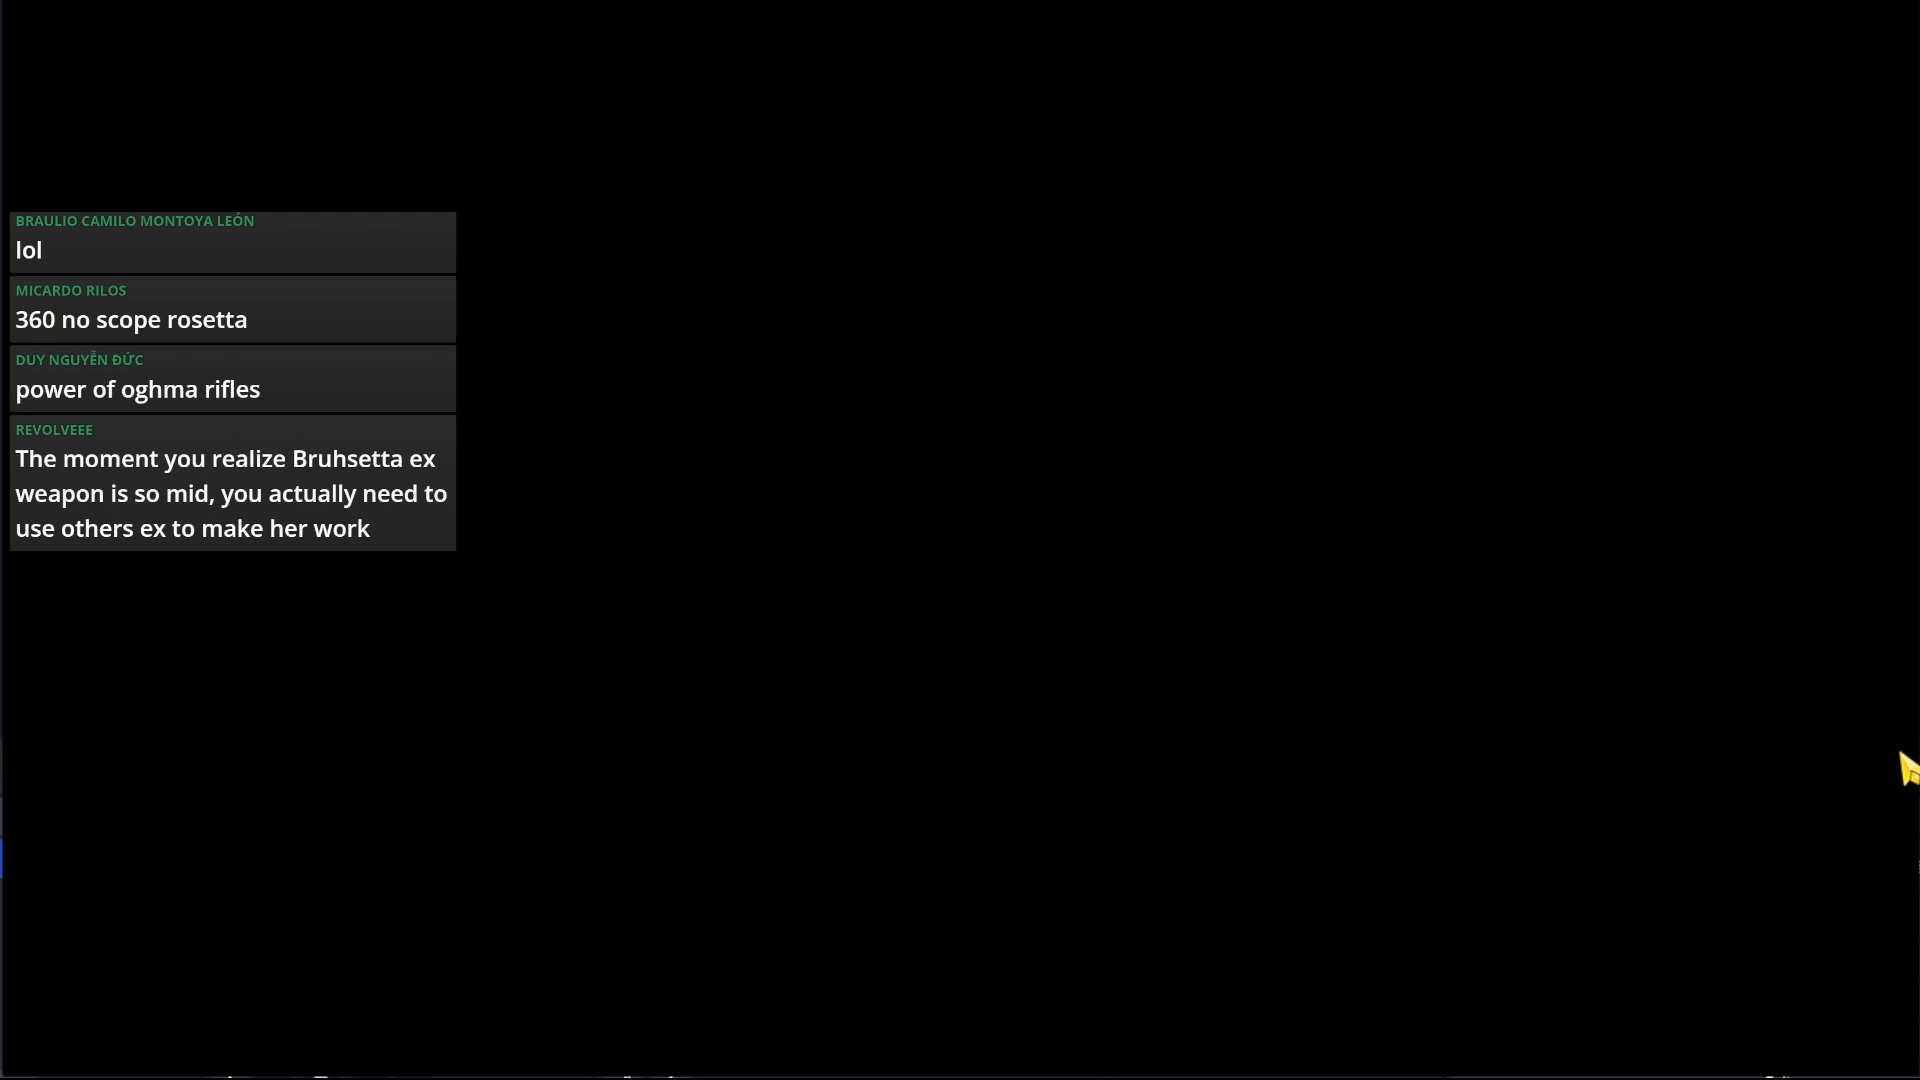 BRAULIO CAMILO MONTOYA LEÓN
lol
MICARDO RILOS
360 no scope rosetta
DUY NGUYỄN ĐỨC
power of oghma rifles
REVOLVEEE
The moment you realize Bruhsetta ex
weapon is so mid, you actually need to
use others ex to make her work